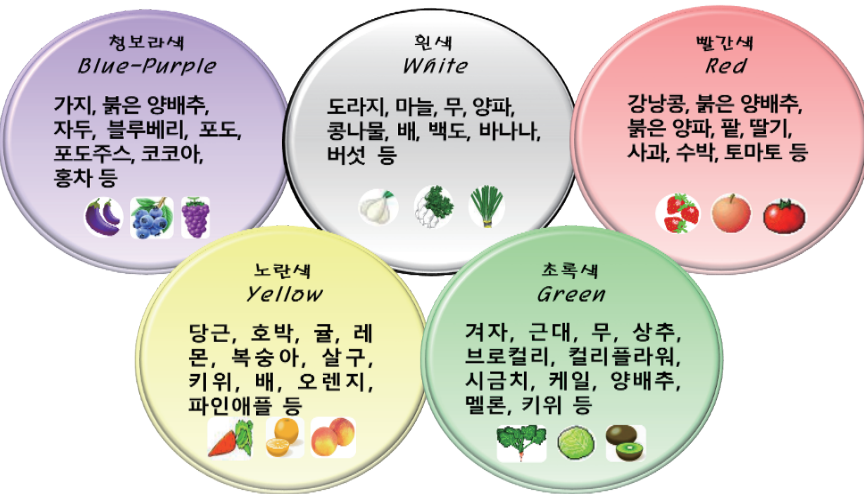 청보라색
Blue-Purple
가지, 붉은 양배추,
자두, 블루베리, 포도,
포도주스, 코코아,
홍차 등
흰색
White
도라지, 마늘, 무, 양파,
콩나물, 배, 백도, 바나나,
버섯 등
빨간색
Red
강낭콩, 붉은 양배추,
붉은 양파, 팥, 딸기,
사과, 수박, 토마토 등
노란색
Yellow
당근, 호박, 귤, 레
몬, 복숭아, 살구,
키위, 배, 오렌지,
파인애플 등
초록색
Green
겨자, 근대, 무, 상추,
브로컬리, 컬리플라워,
시금치, 케일, 양배추,
멜론, 키위 등